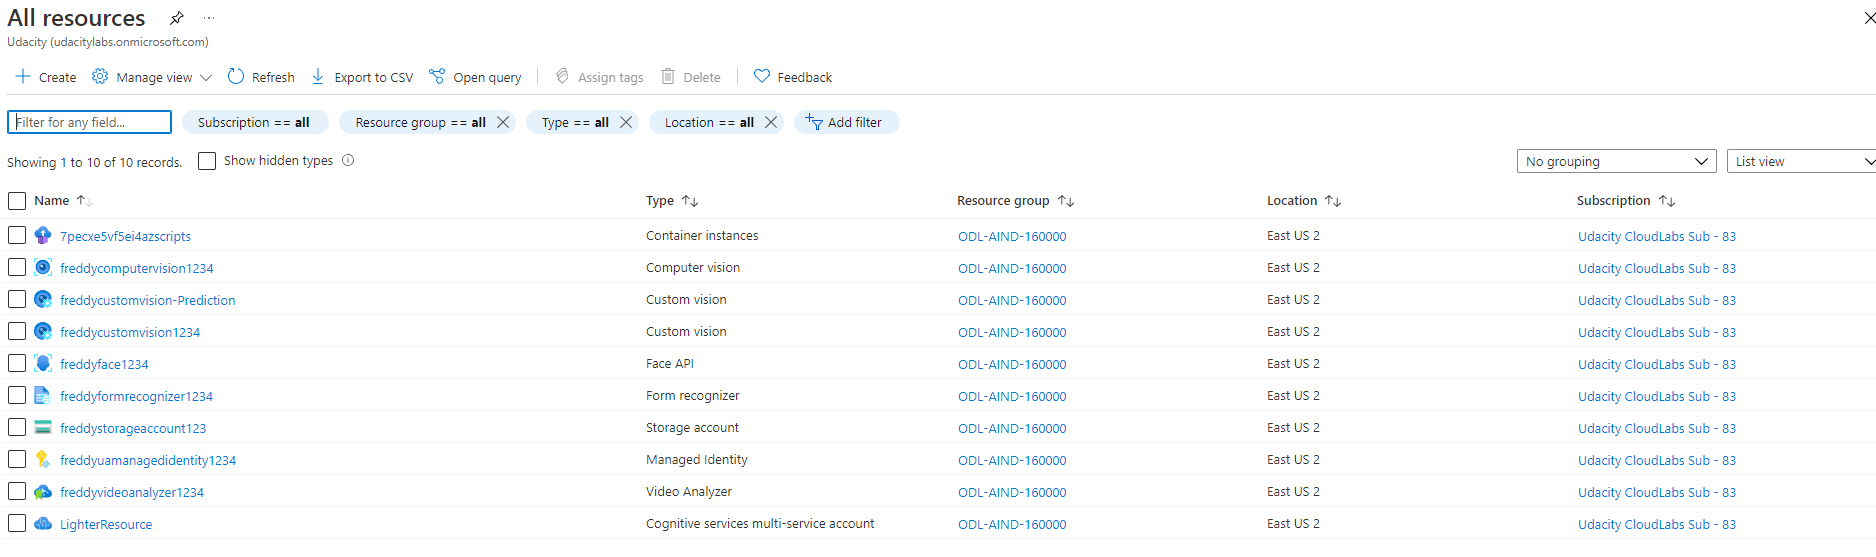 All resources
Udacity (udacitylabs.onmicrosoft.com)
Create Manage view Refresh Export to CSV Open query Assign tags Delete Feedback
Filter for any field... Subscription == all Resource group == all Type == all Location == all Add filter
Showing 1 to 10 of 10 records. Show hidden types No grouping List view
Name Type Resource group Location Subscription
7pecxe5vf5ei4azscripts Container instances ODL-AIND-160000 East US 2 Udacity CloudLabs Sub - 83
freddycomputervision1234 Computer vision ODL-AIND-160000 East US 2 Udacity CloudLabs Sub - 83
freddycustomvision-Prediction Custom vision ODL-AIND-160000 East US 2 Udacity CloudLabs Sub - 83
freddycustomvision1234 Custom vision ODL-AIND-160000 East US 2 Udacity CloudLabs Sub - 83
freddyface1234 Face API ODL-AIND-160000 East US 2 Udacity CloudLabs Sub - 83
freddyformrecognizer1234 Form recognizer ODL-AIND-160000 East US 2 Udacity CloudLabs Sub - 83
freddystorageaccount123 Storage account ODL-AIND-160000 East US 2 Udacity CloudLabs Sub - 83
freddyuamanagedidentity1234 Managed Identity ODL-AIND-160000 East US 2 Udacity CloudLabs Sub - 83
freddyvideoanalyzer1234 Video Analyzer ODL-AIND-160000 East US 2 Udacity CloudLabs Sub - 83
LighterResource Cognitive services multi-service account ODL-AIND-160000 East US 2 Udacity CloudLabs Sub - 83